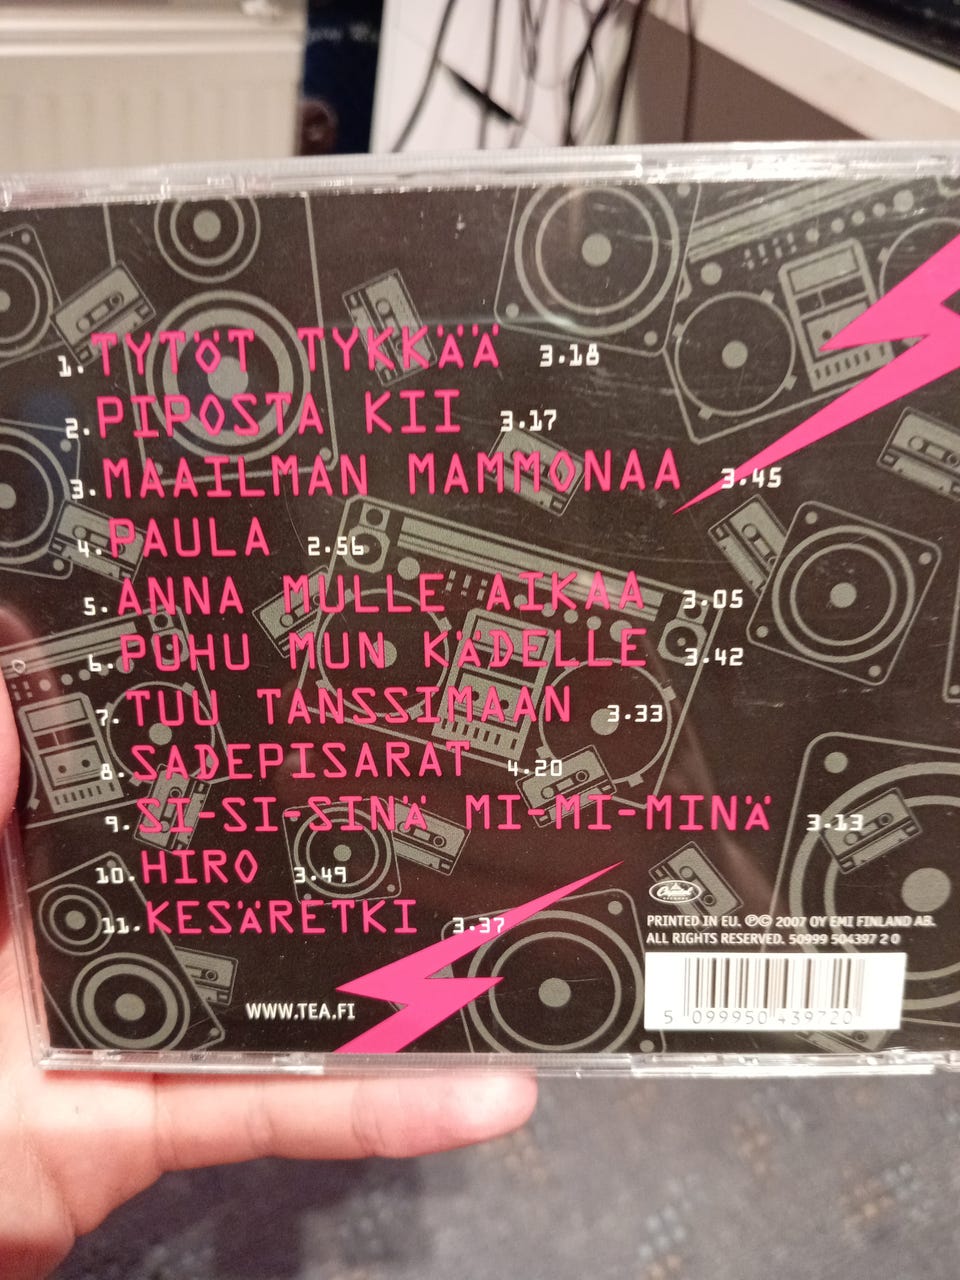 1. TYTÖT TYKKÄÄ 3.18
2. PIPOSTA KII 3.17
3. MAAILMAN MAMMONAA 3.45
4. PAULA 2.56
5. ANNA MULLE AIKAA 3.05
6. PUHU MUN KÄDELLE 3.42
7. TUU TANSSIMAAN 3.33
8. SADEPISARAT 4.20
9. SI-SI-SINÄ MI-MI-MINÄ 3.13
10. HIRO 3.49
11. KESÄRETKI 3.37
WWW.TEA.FI
Capitol
RECORDS
PRINTED IN EU. ℗© 2007 OY EMI FINLAND AB.
ALL RIGHTS RESERVED. 50999 504397 2 0
5 099950 439720